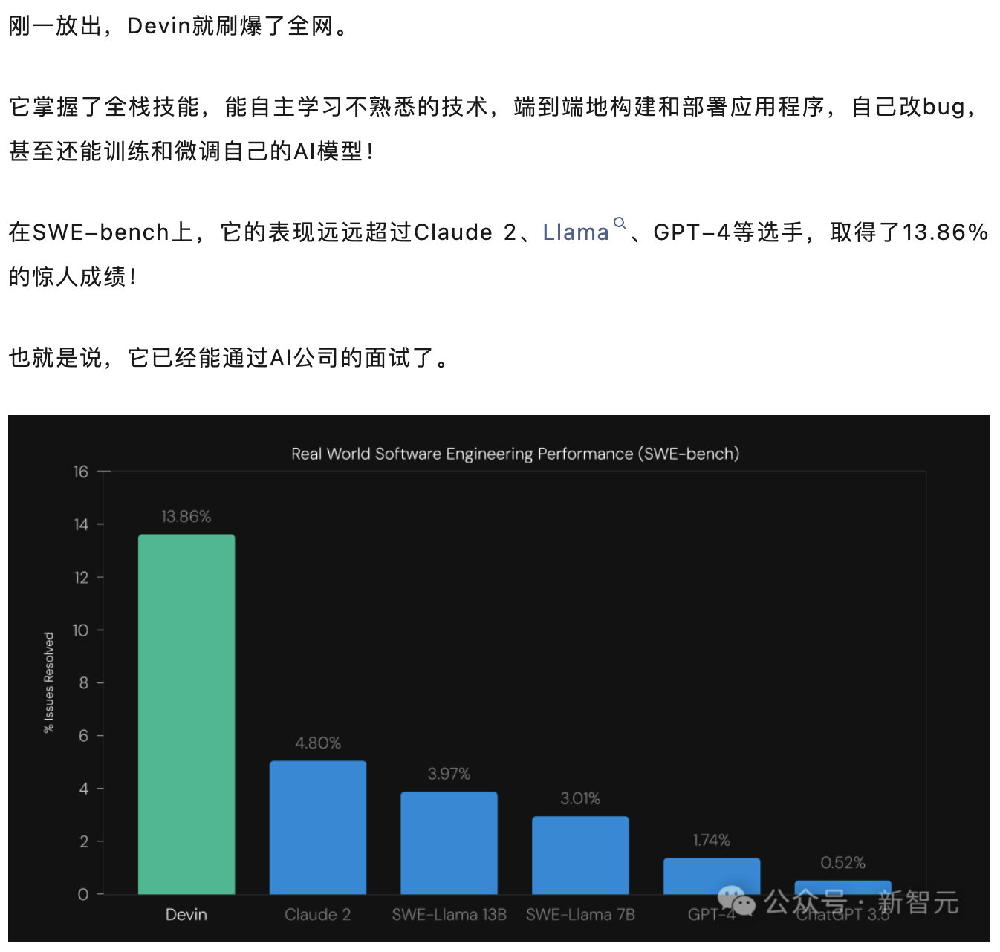 刚一放出，Devin就刷爆了全网。
它掌握了全栈技能，能自主学习不熟悉的技术，端到端地构建和部署应用程序，自己改bug，
甚至还能训练和微调自己的AI模型！
在SWE-bench上，它的表现远远超过Claude 2、Llama、GPT-4等选手，取得了13.86%
的惊人成绩！
也就是说，它已经能通过AI公司的面试了。
Real World Software Engineering Performance (SWE-bench)
% Issues Resolved
16
14
12
10
8
6
4
2
0
13.86%
4.80%
3.97%
3.01%
1.74%
0.52%
Devin
Claude 2
SWE-Llama 13B
SWE-Llama 7B
GPT-4
ChatGPT 3.5
公众号 · 新智元